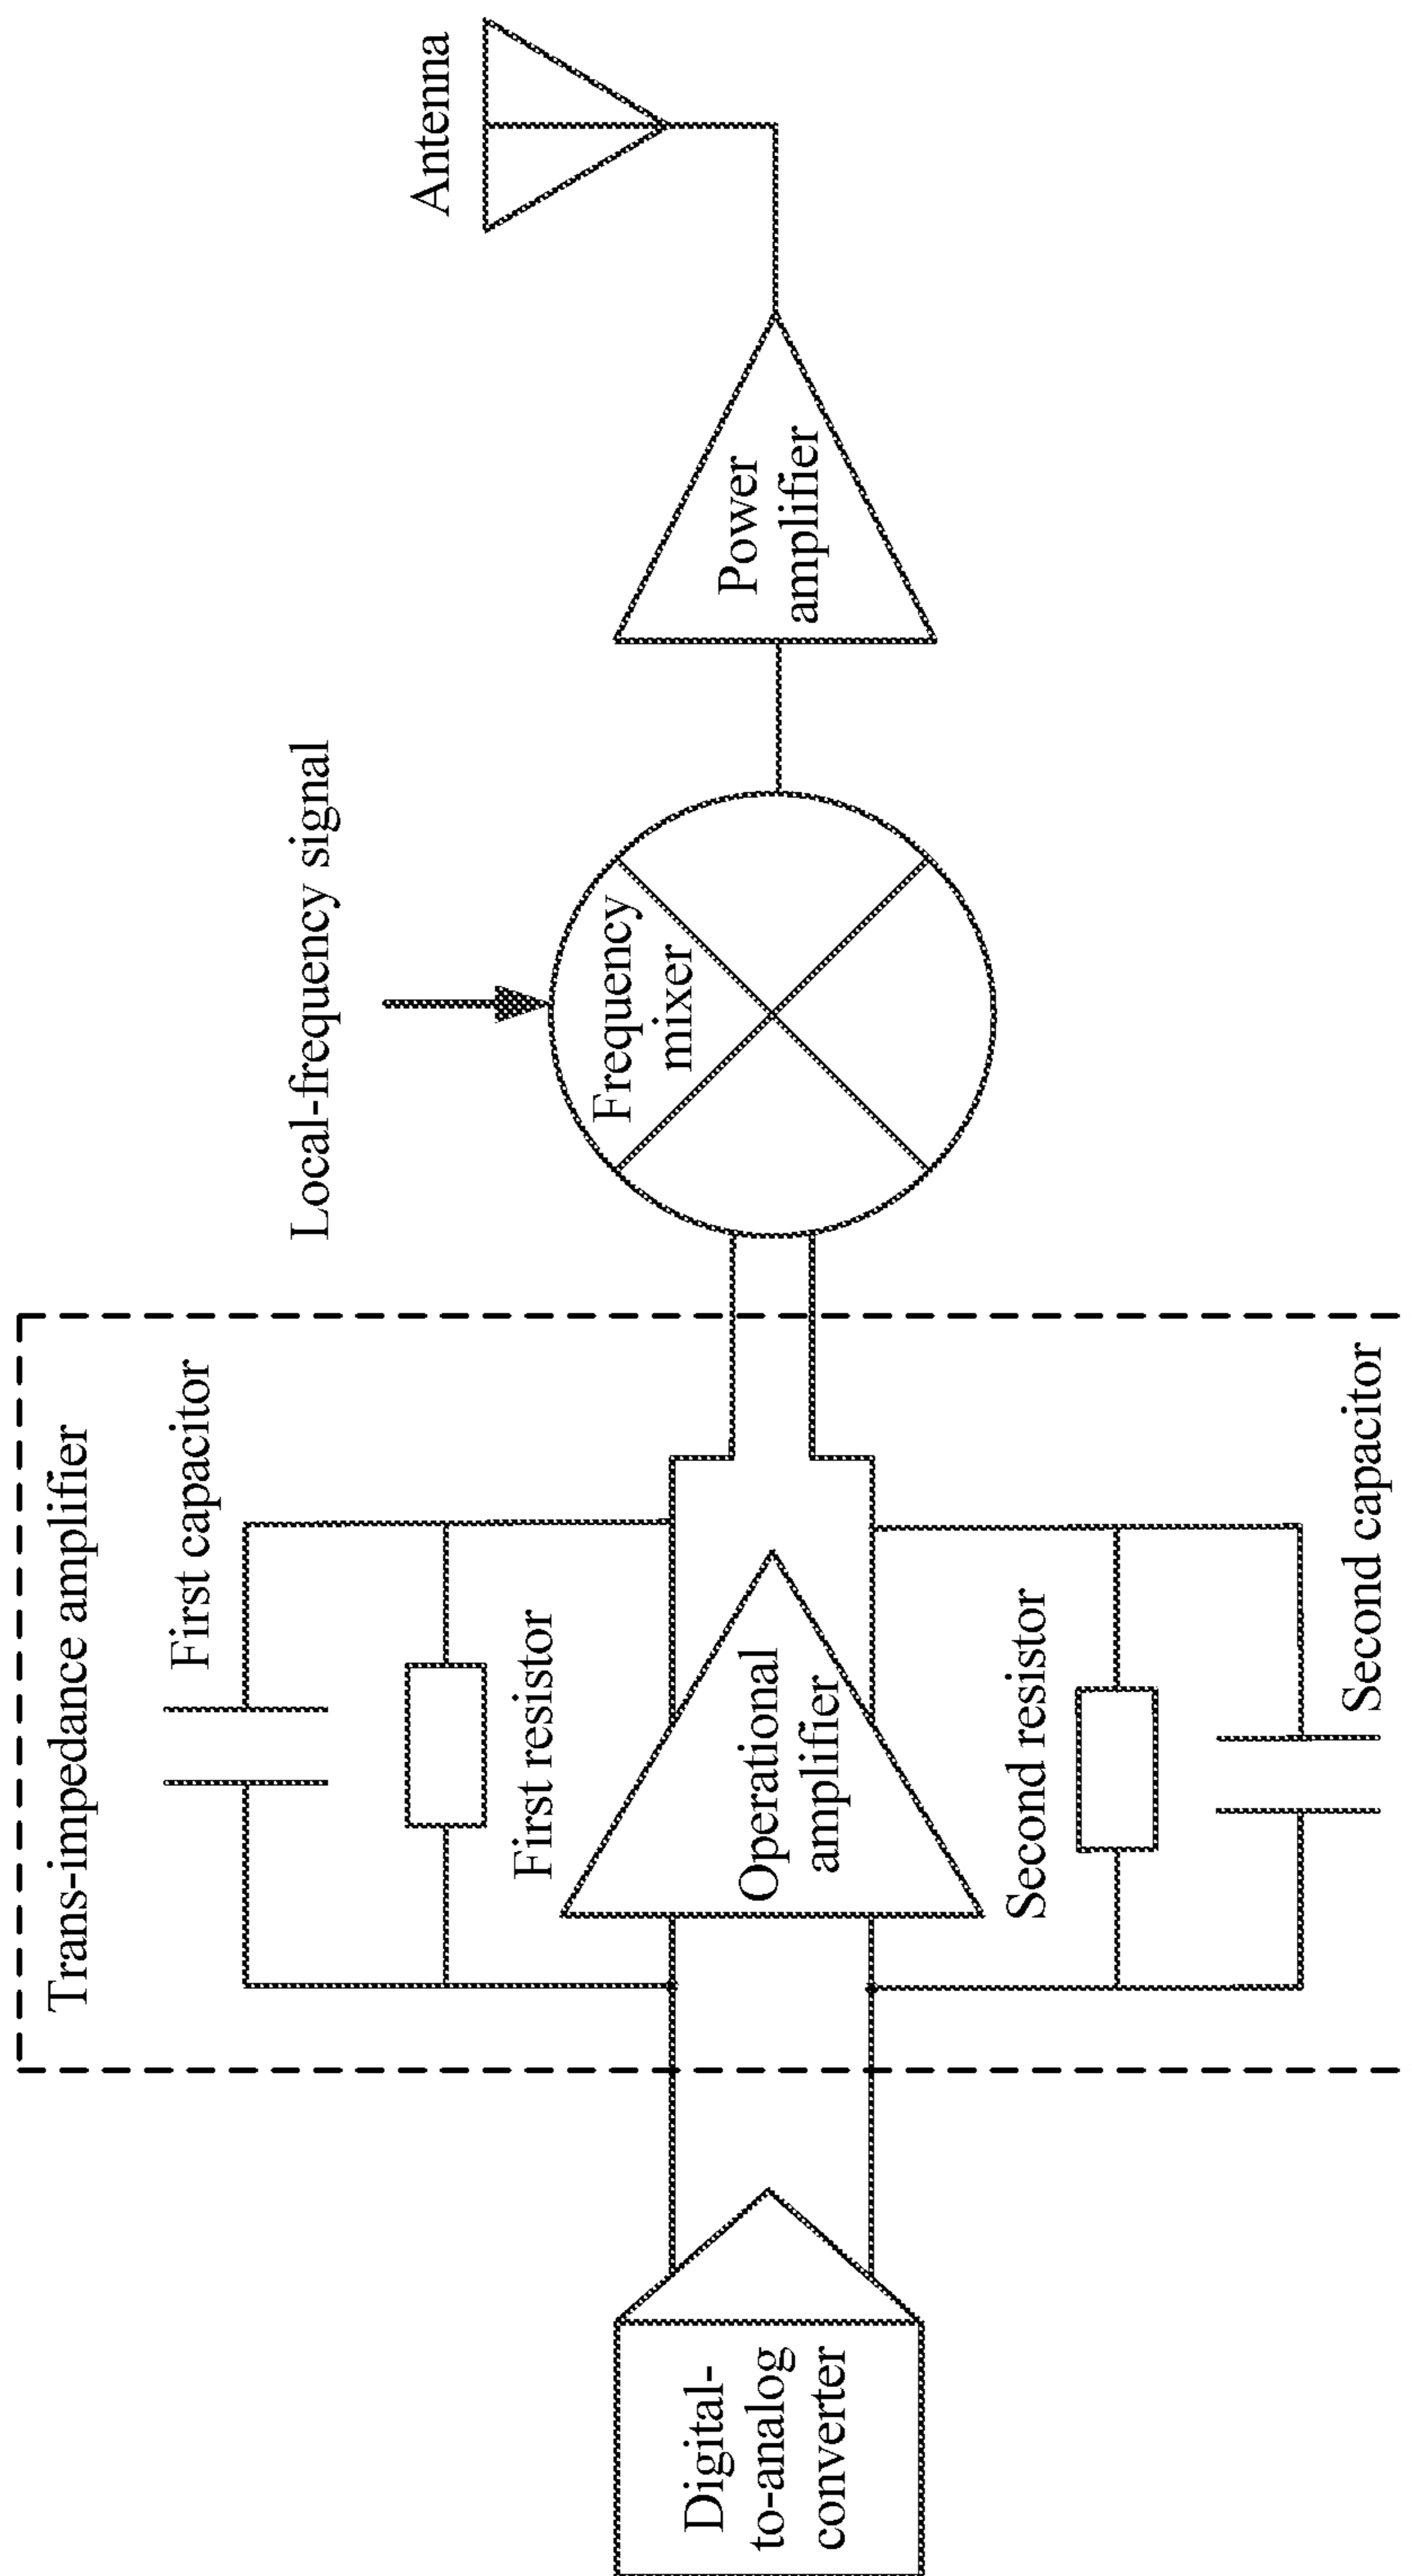 Trans-impedance amplifier
First capacitor
First resistor
Operational
amplifier
Second resistor
Second capacitor
Digital-
to-analog
converter
Local-frequency signal
Frequency
mixer
Power
amplifier
Antenna